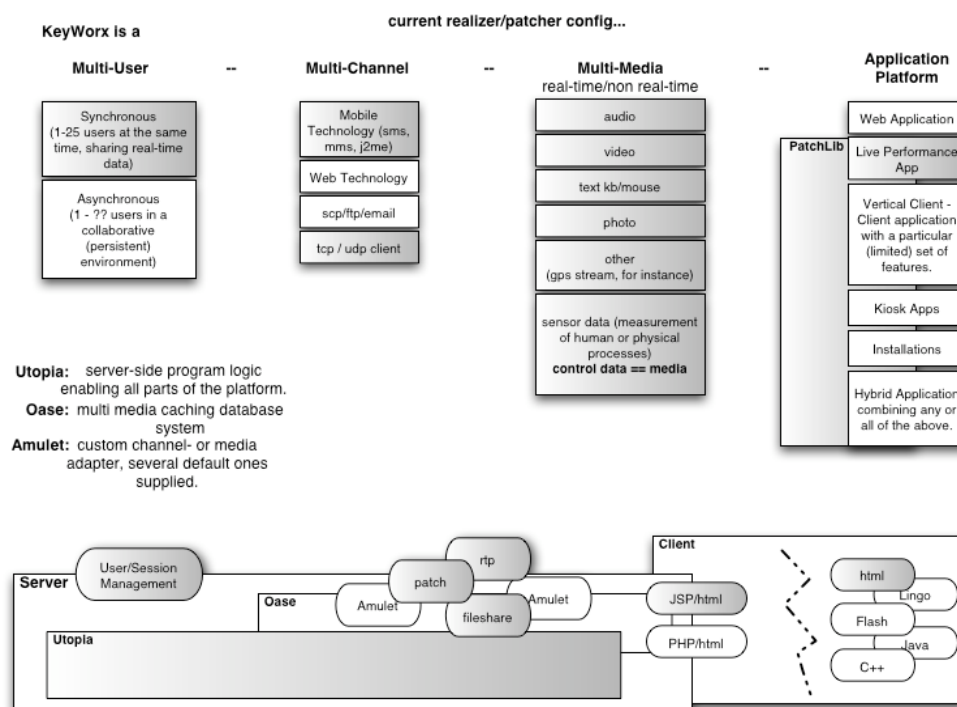 KeyWorx is a
current realizer/patcher config...
Multi-User -- Multi-Channel -- Multi-Media -- Application
Platform
real-time/non real-time
Synchronous
(1-25 users at the same
time, sharing real-time
data)
Asynchronous
(1 - ?? users in a
collaborative
(persistent)
environment)
Mobile
Technology (sms,
mms, j2me)
Web Technology
scp/ftp/email
tcp / udp client
audio
video
text kb/mouse
photo
other
(gps stream, for instance)
sensor data (measurement
of human or physical
processes)
control data == media
PatchLib
Web Application
Live Performance
App
Vertical Client -
Client application
with a particular
(limited) set of
features.
Kiosk Apps
Installations
Hybrid Application
combining any or
all of the above.
Utopia: server-side program logic
enabling all parts of the platform.
Oase: multi media caching database
system
Amulet: custom channel- or media
adapter, several default ones
supplied.
Server
User/Session
Management
Oase
Utopia
Amulet
patch
rtp
fileshare
Amulet
Client
JSP/html
PHP/html
html
Lingo
Flash
Java
C++